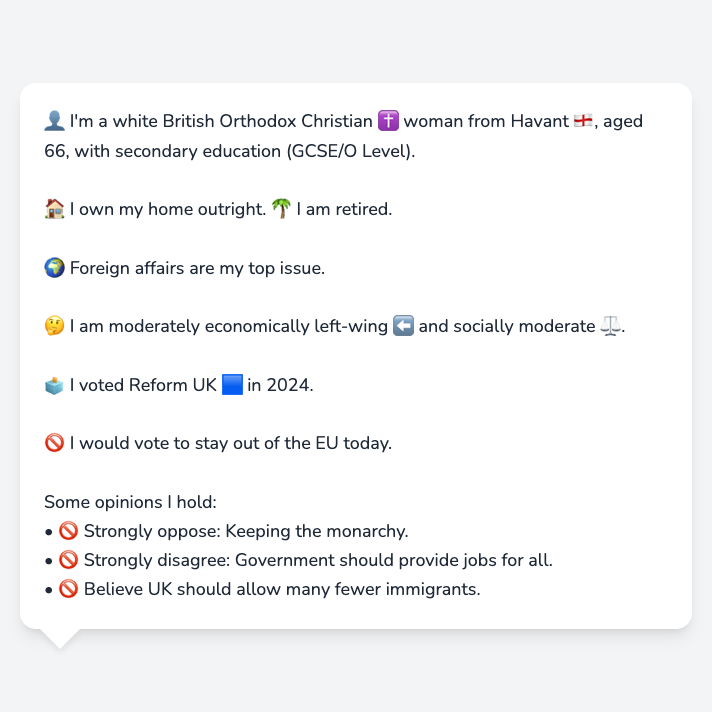 👤 I'm a white British Orthodox Christian ✝️ woman from Havant 🏴󠁧󠁢󠁥󠁮󠁧󠁿, aged
66, with secondary education (GCSE/O Level).
🏠 I own my home outright. 🌴 I am retired.
🌍 Foreign affairs are my top issue.
🤔 I am moderately economically left-wing ⬅️ and socially moderate ⚖️.
🗳️ I voted Reform UK 🟦 in 2024.
🚫 I would vote to stay out of the EU today.
Some opinions I hold:
• 🚫 Strongly oppose: Keeping the monarchy.
• 🚫 Strongly disagree: Government should provide jobs for all.
• 🚫 Believe UK should allow many fewer immigrants.